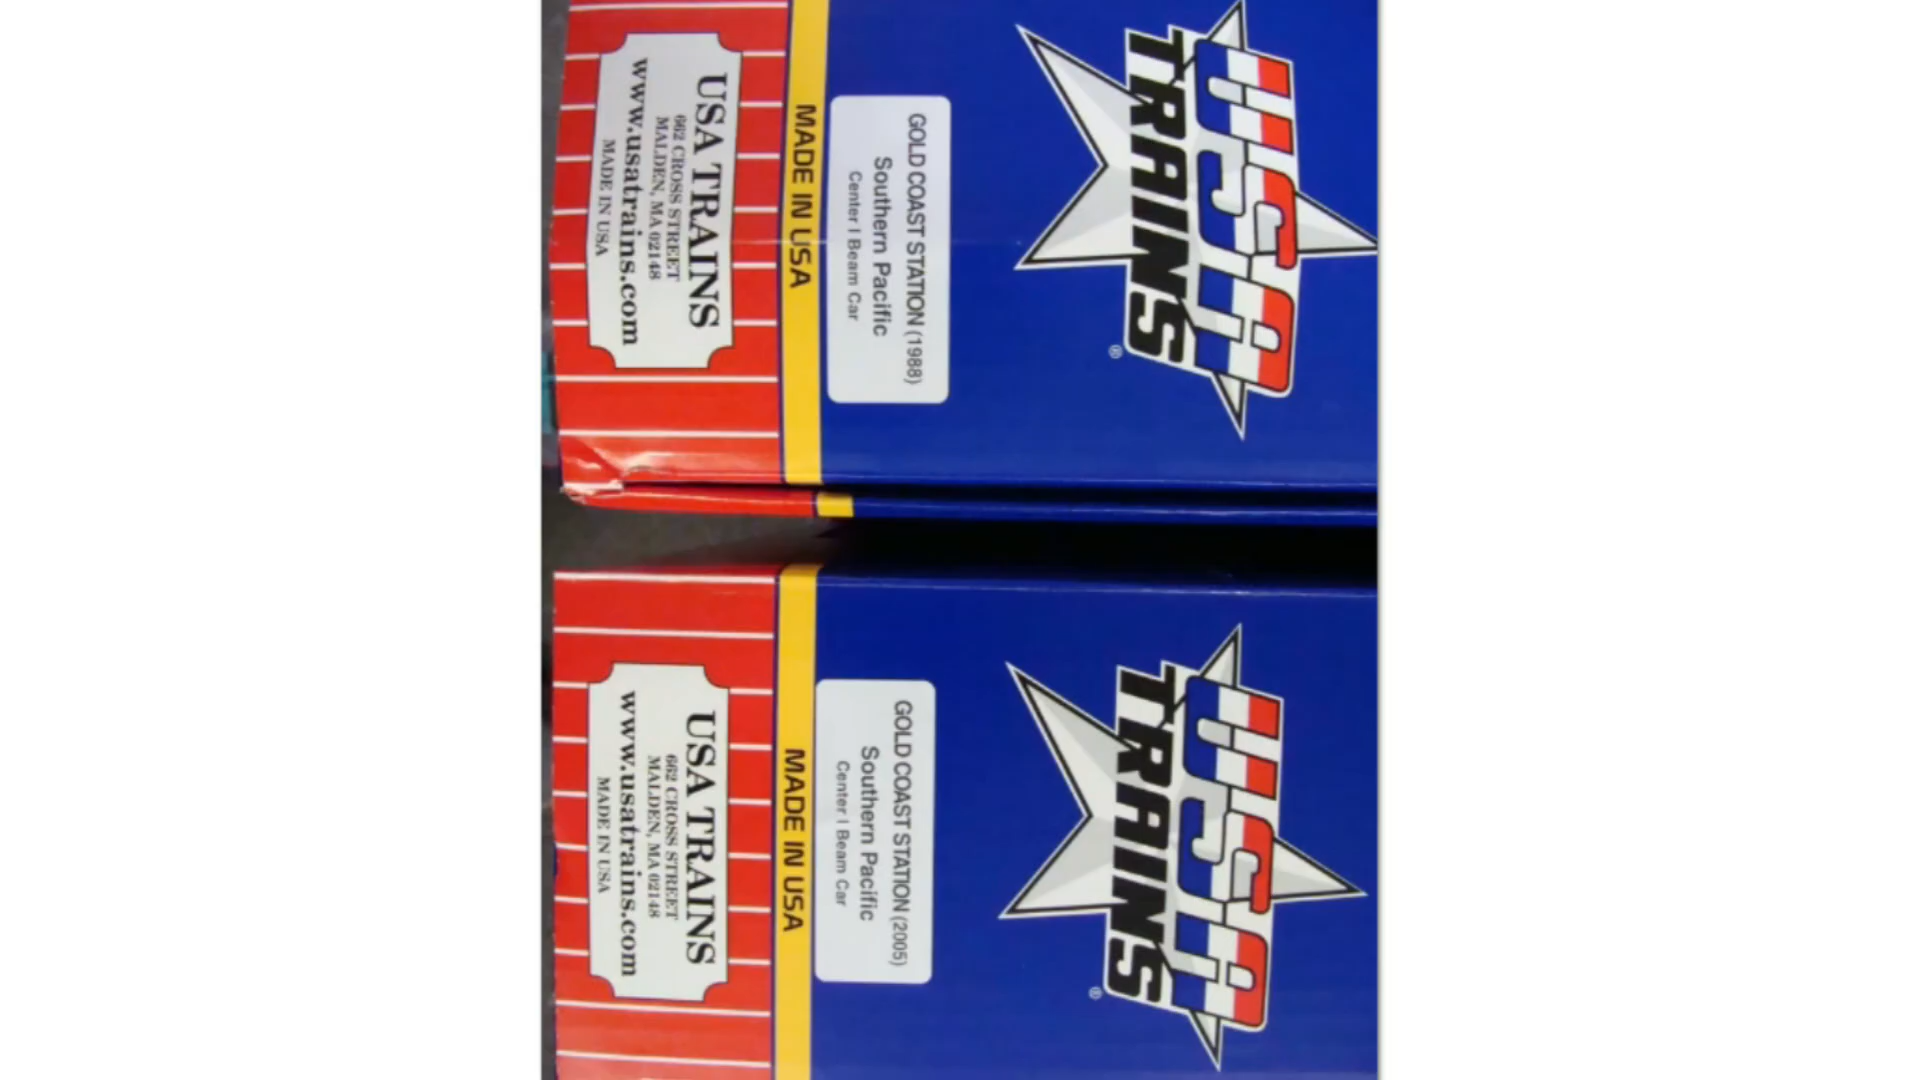 USA TRAINS
662 CROSS STREET
MALDEN, MA 02148
www.usatrains.com
MADE IN USA
MADE IN USA
GOLD COAST STATION (1988)
Southern Pacific
Center I Beam Car
USA
TRAINS
®
USA TRAINS
662 CROSS STREET
MALDEN, MA 02148
www.usatrains.com
MADE IN USA
MADE IN USA
GOLD COAST STATION (2005)
Southern Pacific
Center I Beam Car
USA
TRAINS
®